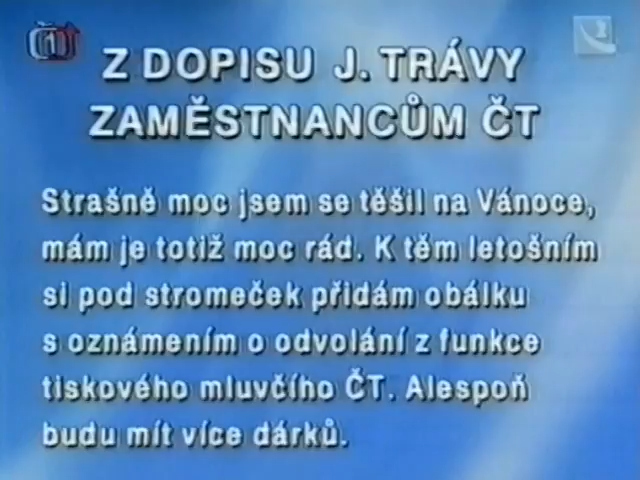 Z DOPISU J. TRÁVY
ZAMĚSTNANCŮM ČT
Strašně moc jsem se těšil na Vánoce,
mám je totiž moc rád. K těm letošním
si pod stromeček přidám obálku
s oznámením o odvolání z funkce
tiskového mluvčího ČT. Alespoň
budu mít více dárků.